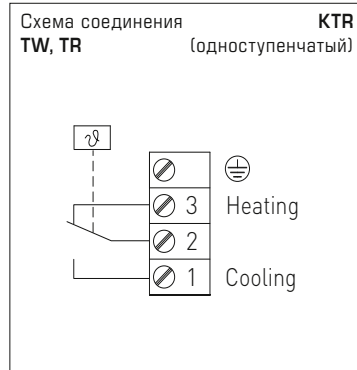 Схема соединения KTR
TW, TR (одноступенчатый)
ϑ
3 Heating
2
1 Cooling